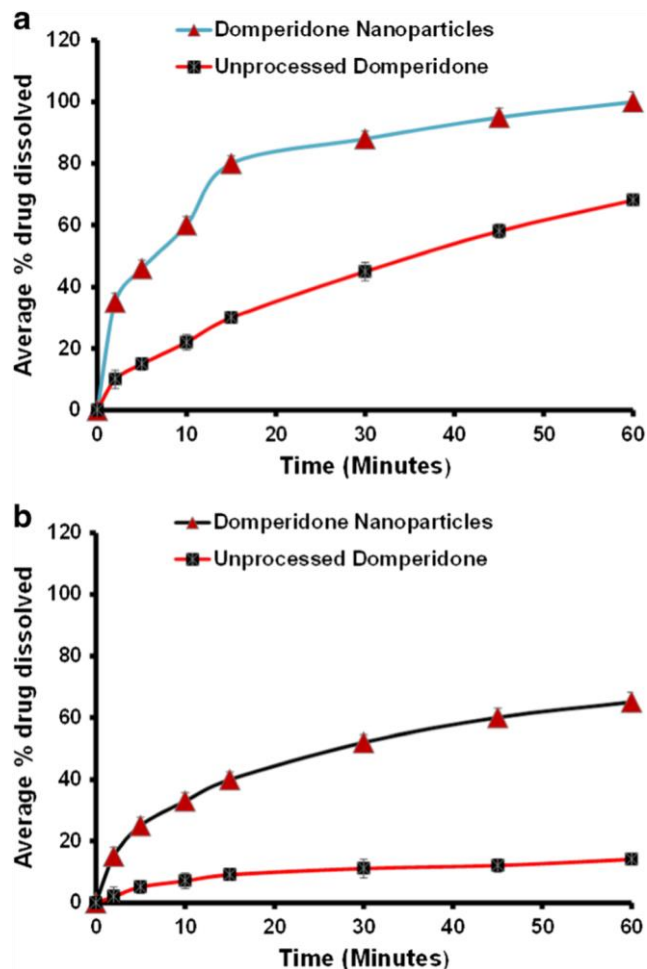 a
120
Domperidone Nanoparticles
Unprocessed Domperidone
100
80
60
40
20
0
Average % drug dissolved
0 10 20 30 40 50 60
Time (Minutes)
b
120
Domperidone Nanoparticles
Unprocessed Domperidone
100
80
60
40
20
0
Average % drug dissolved
0 10 20 30 40 50 60
Time (Minutes)